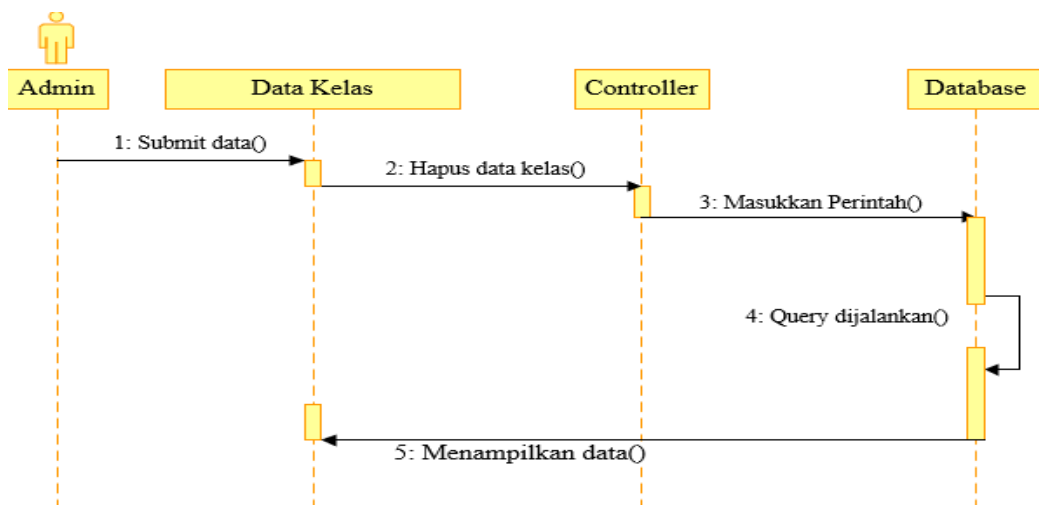 Admin
Data Kelas
Controller
Database
1: Submit data()
2: Hapus data kelas()
3: Masukkan Perintah()
4: Query dijalankan()
5: Menampilkan data()